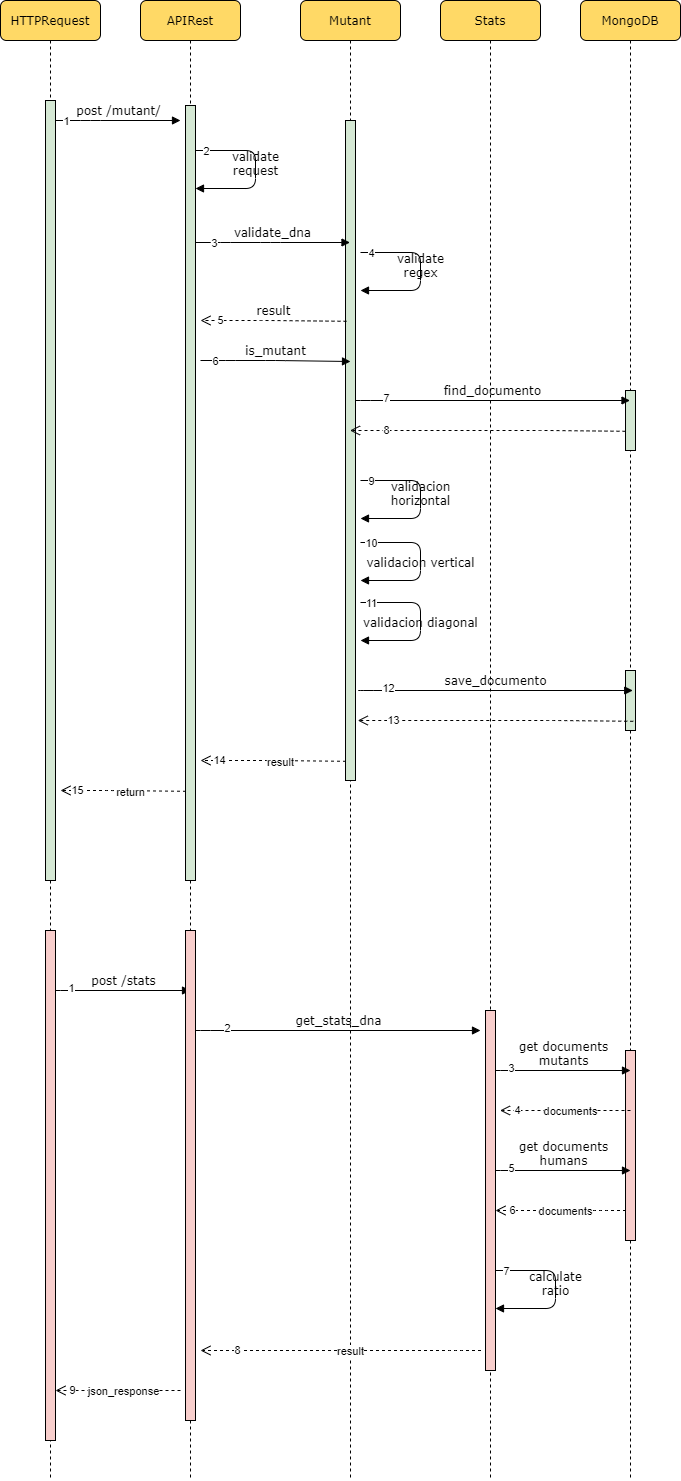 HTTPRequest APIRest Mutant Stats MongoDB
1 post /mutant/
2 validate
request
3 validate_dna
4 validate
regex
5 result
6 is_mutant
7 find_documento
8
9 validacion
horizontal
10
validacion vertical
11
validacion diagonal
12 save_documento
13
14 result
15 return
1 post /stats
2 get_stats_dna
get documents
3 mutants
4 documents
get documents
5 humans
6 documents
7 calculate
ratio
8 result
9 json_response